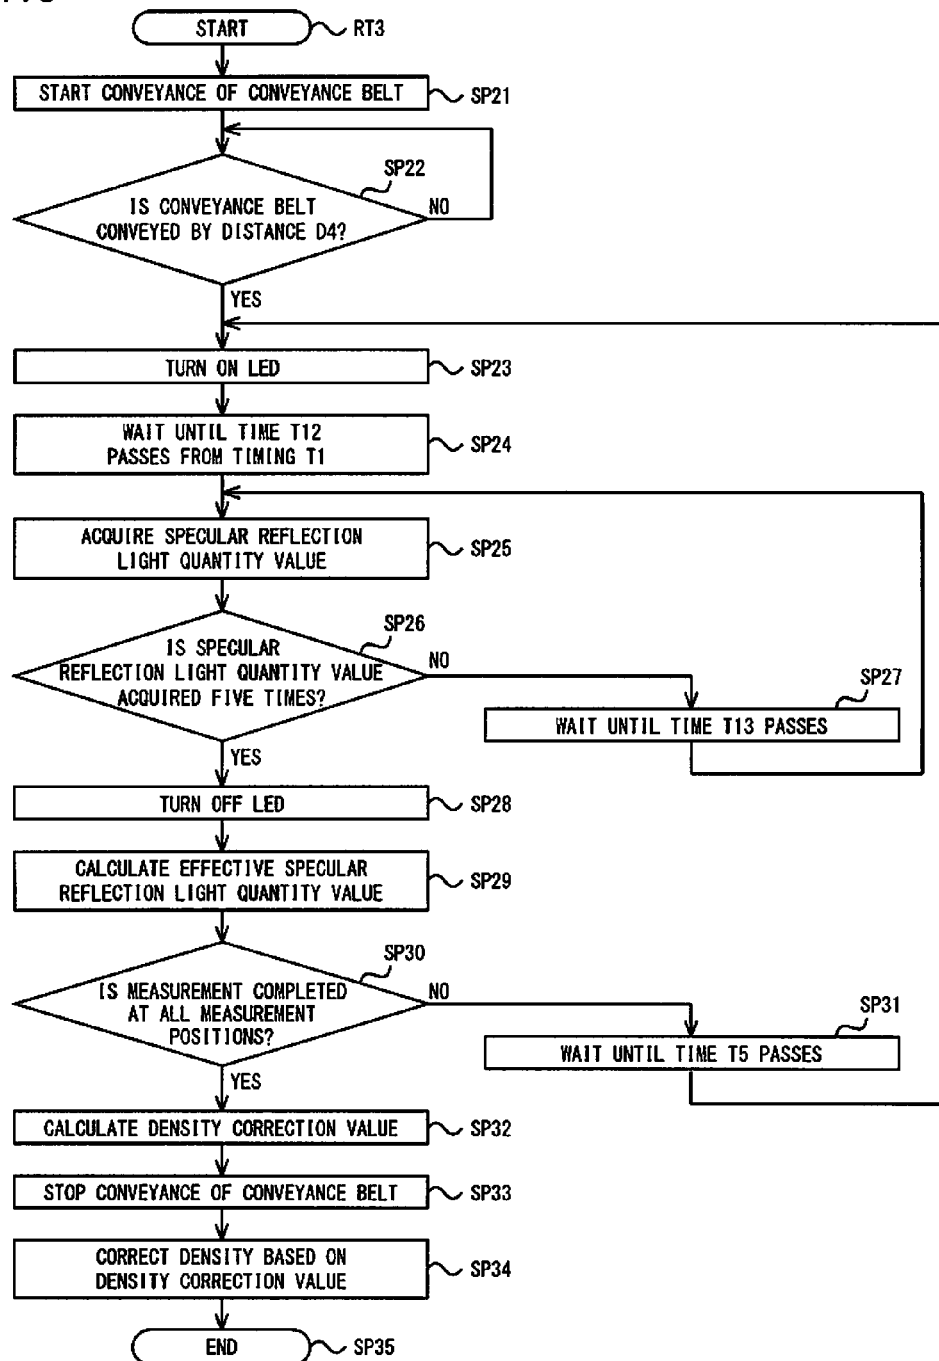 START
RT3
START CONVEYANCE OF CONVEYANCE BELT
SP21
SP22
IS CONVEYANCE BELT
CONVEYED BY DISTANCE D4?
NO
YES
TURN ON LED
SP23
WAIT UNTIL TIME T12
PASSES FROM TIMING T1
SP24
ACQUIRE SPECULAR REFLECTION
LIGHT QUANTITY VALUE
SP25
SP26
IS SPECULAR
REFLECTION LIGHT QUANTITY VALUE
ACQUIRED FIVE TIMES?
NO
SP27
WAIT UNTIL TIME T13 PASSES
YES
TURN OFF LED
SP28
CALCULATE EFFECTIVE SPECULAR
REFLECTION LIGHT QUANTITY VALUE
SP29
SP30
IS MEASUREMENT COMPLETED
AT ALL MEASUREMENT
POSITIONS?
NO
SP31
WAIT UNTIL TIME T5 PASSES
YES
CALCULATE DENSITY CORRECTION VALUE
SP32
STOP CONVEYANCE OF CONVEYANCE BELT
SP33
CORRECT DENSITY BASED ON
DENSITY CORRECTION VALUE
SP34
END
SP35